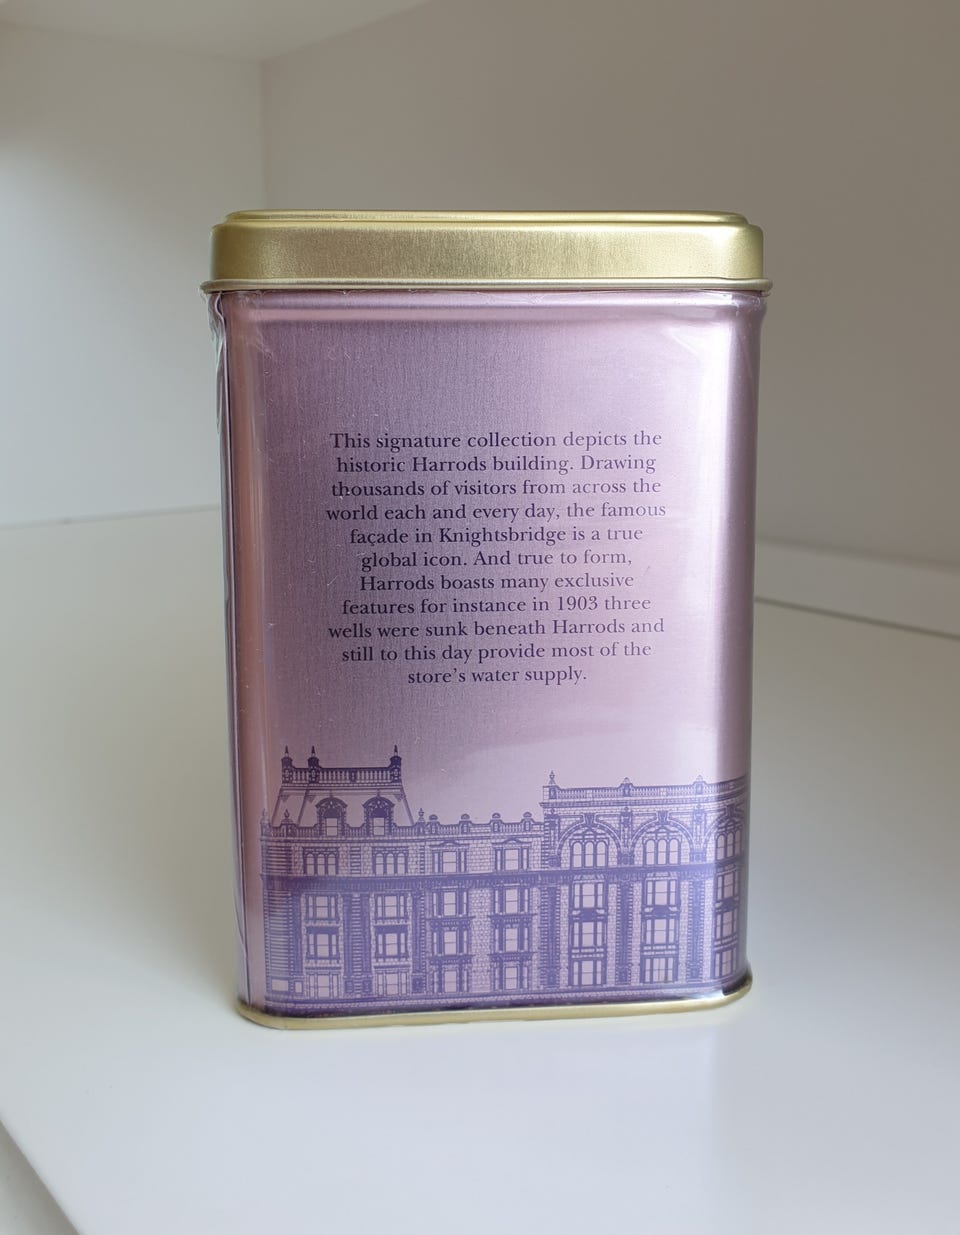 This signature collection depicts the
historic Harrods building. Drawing
thousands of visitors from across the
world each and every day, the famous
façade in Knightsbridge is a true
global icon. And true to form,
Harrods boasts many exclusive
features for instance in 1903 three
wells were sunk beneath Harrods and
still to this day provide most of the
store’s water supply.